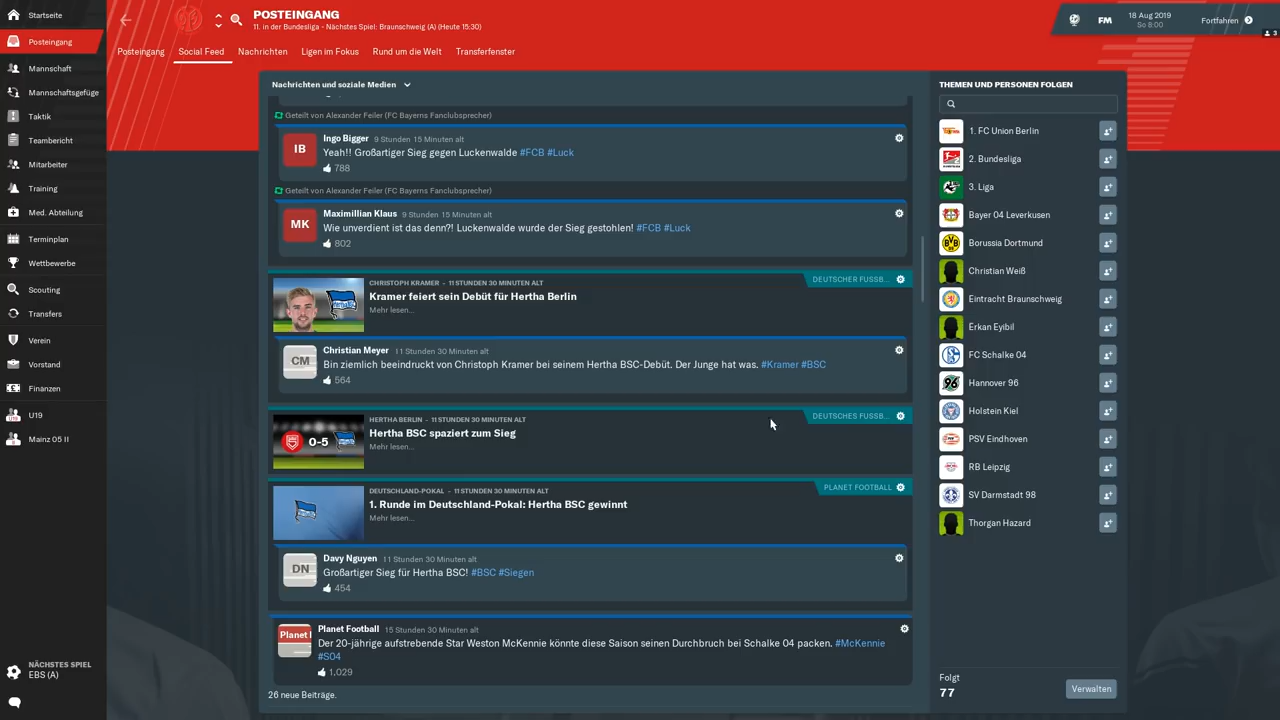 Startseite
Posteingang
Mannschaft
Mannschaftsgefüge
Taktik
Teambericht
Mitarbeiter
Training
Med. Abteilung
Terminplan
Wettbewerbe
Scouting
Transfers
Verein
Vorstand
Finanzen
U19
Mainz 05 II
NÄCHSTES SPIEL
EBS (A)
POSTEINGANG
11. in der Bundesliga - Nächstes Spiel: Braunschweig (A) (Heute 15:30)
FM
18 Aug 2019
So 9:00
Fortfahren
3
Posteingang
Social Feed
Nachrichten
Ligen im Fokus
Rund um die Welt
Transferfenster
Nachrichten und soziale Medien
Geteilt von Alexander Feiler (FC Bayerns Fanclubsprecher)
IB
Ingo Bigger 9 Stunden 15 Minuten alt
Yeah!! Großartiger Sieg gegen Luckenwalde #FCB #Luck
788
Geteilt von Alexander Feiler (FC Bayerns Fanclubsprecher)
MK
Maximillian Klaus 9 Stunden 15 Minuten alt
Wie unverdient ist das denn?! Luckenwalde wurde der Sieg gestohlen! #FCB #Luck
802
CHRISTOPH KRAMER - 11 STUNDEN 30 MINUTEN ALT
DEUTSCHER FUSSB...
Kramer feiert sein Debüt für Hertha Berlin
Mehr lesen...
CM
Christian Meyer 11 Stunden 30 Minuten alt
Bin ziemlich beeindruckt von Christoph Kramer bei seinem Hertha BSC-Debüt. Der Junge hat was. #Kramer #BSC
564
HERTHA BERLIN - 11 STUNDEN 30 MINUTEN ALT
DEUTSCHES FUSSB...
0-5
Hertha BSC spaziert zum Sieg
Mehr lesen...
DEUTSCHLAND-POKAL - 11 STUNDEN 30 MINUTEN ALT
PLANET FOOTBALL
1. Runde im Deutschland-Pokal: Hertha BSC gewinnt
Mehr lesen...
DN
Davy Nguyen 11 Stunden 30 Minuten alt
Großartiger Sieg für Hertha BSC! #BSC #Siegen
454
Planet F
Planet Football 15 Stunden 30 Minuten alt
Der 20-jährige aufstrebende Star Weston McKennie könnte diese Saison seinen Durchbruch bei Schalke 04 packen. #McKennie
#S04
1,029
26 neue Beiträge.
THEMEN UND PERSONEN FOLGEN
1. FC Union Berlin
2. Bundesliga
3. Liga
Bayer 04 Leverkusen
Borussia Dortmund
Christian Weiß
Eintracht Braunschweig
Erkan Eyibil
FC Schalke 04
Hannover 96
Holstein Kiel
PSV Eindhoven
RB Leipzig
SV Darmstadt 98
Thorgan Hazard
Folgt
77
Verwalten